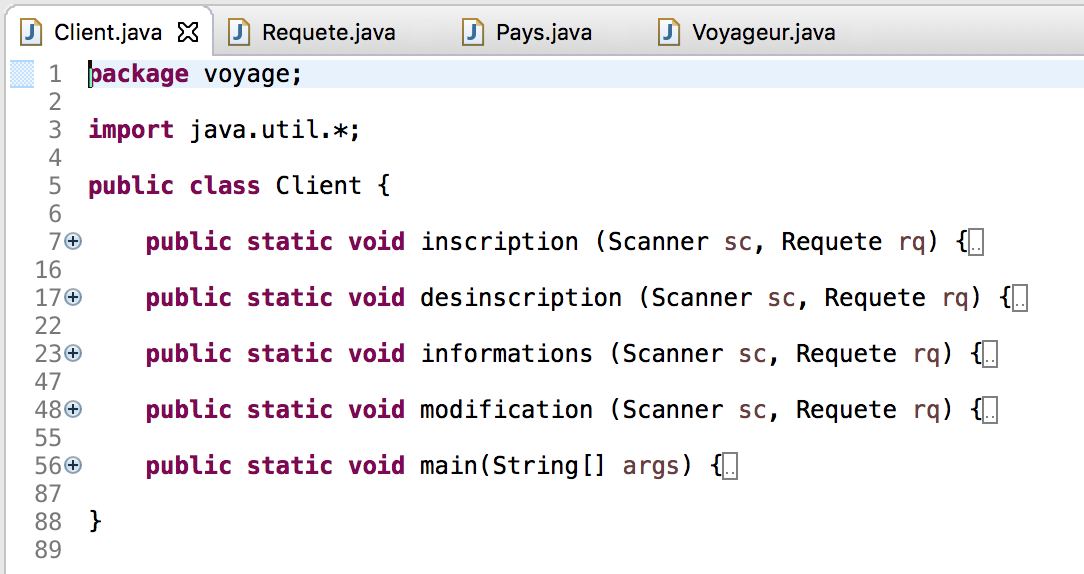 Client.java Requete.java Pays.java Voyageur.java
1 package voyage;
2
3 import java.util.*;
4
5 public class Client {
6
7 public static void inscription (Scanner sc, Requete rq) {..
16
17 public static void desinscription (Scanner sc, Requete rq) {..
22
23 public static void informations (Scanner sc, Requete rq) {..
47
48 public static void modification (Scanner sc, Requete rq) {..
55
56 public static void main(String[] args) {..
87
88 }
89